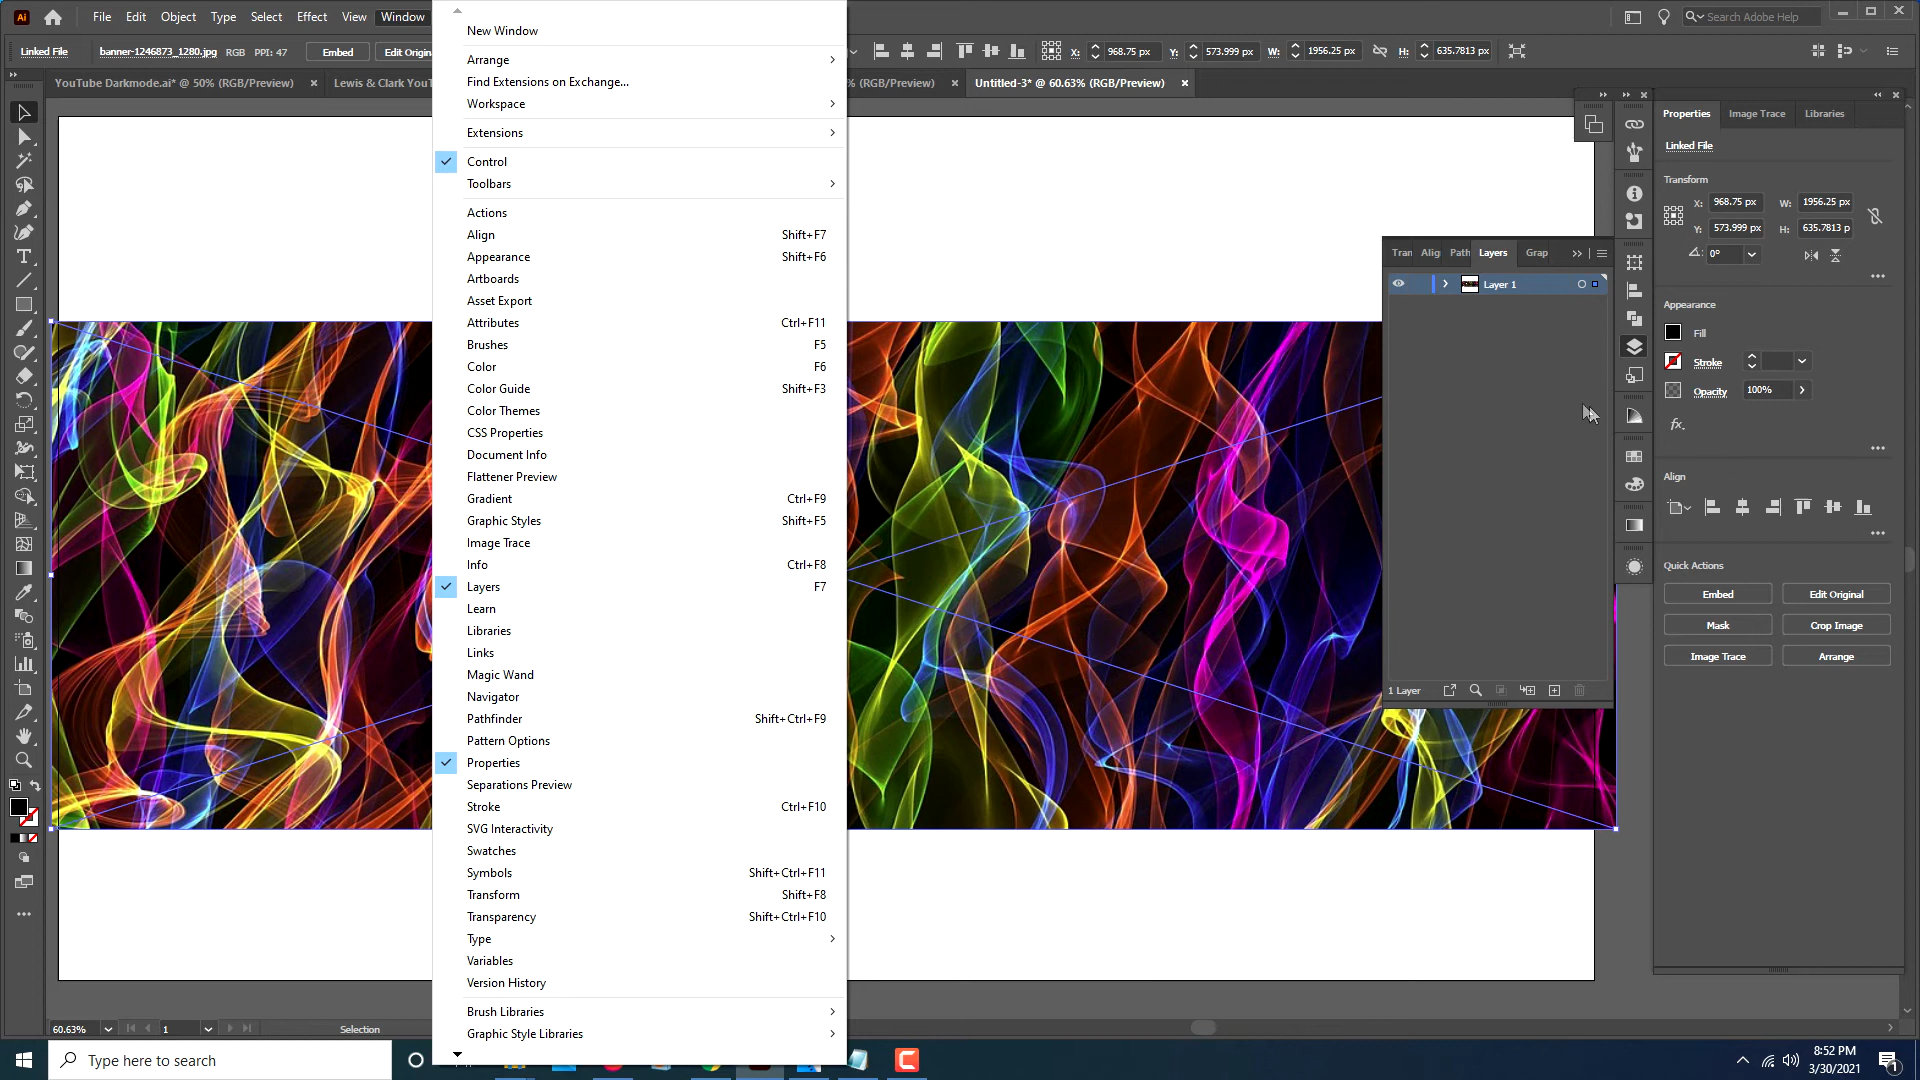 Ai
File Edit Object Type Select Effect View Window
Search Adobe Help
Linked File banner-1246873_1280.jpg RGB PPI: 47 Embed Edit Origin
X: 968.75 px Y: 573.999 px W: 1956.25 px H: 635.7813 px
YouTube Darkmode.ai* @ 50% (RGB/Preview) × Lewis & Clark YouT
% (RGB/Preview) × Untitled-3* @ 60.63% (RGB/Preview) ×
New Window
Arrange
Find Extensions on Exchange...
Workspace
Extensions
Control
Toolbars
Actions
Align Shift+F7
Appearance Shift+F6
Artboards
Asset Export
Attributes Ctrl+F11
Brushes F5
Color F6
Color Guide Shift+F3
Color Themes
CSS Properties
Document Info
Flattener Preview
Gradient Ctrl+F9
Graphic Styles Shift+F5
Image Trace
Info Ctrl+F8
Layers F7
Learn
Libraries
Links
Magic Wand
Navigator
Pathfinder Shift+Ctrl+F9
Pattern Options
Properties
Separations Preview
Stroke Ctrl+F10
SVG Interactivity
Swatches
Symbols Shift+Ctrl+F11
Transform Shift+F8
Transparency Shift+Ctrl+F10
Type
Variables
Version History
Brush Libraries
Graphic Style Libraries
Tran Alig Path Layers Grap
Layer 1
1 Layer
Properties Image Trace Libraries
Linked File
Transform
X: 968.75 px W: 1956.25 px
Y: 573.999 px H: 635.7813 p
0°
Appearance
Fill
Stroke
Opacity 100%
fx.
Align
Quick Actions
Embed Edit Original
Mask Crop Image
Image Trace Arrange
60.63% 1 Selection
Type here to search
8:52 PM
3/30/2021
1